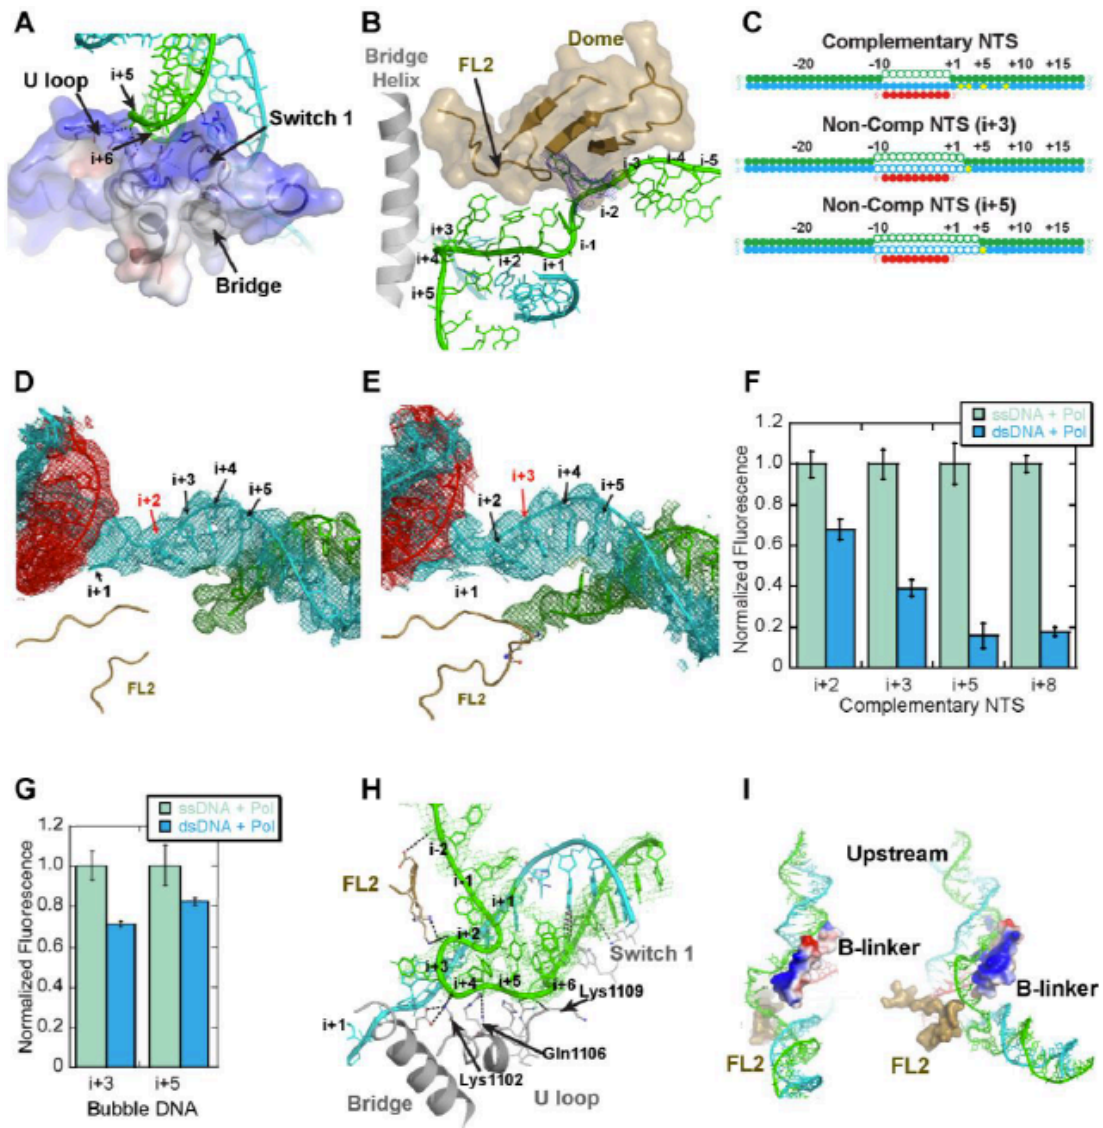 A
U loop
i+5
i+6
Switch 1
Bridge
B
Bridge
Helix
FL2
Dome
i-5
i-4
i-3
i-2
i-1
i+1
i+2
i+3
i+4
i+5
C
Complementary NTS
-20 -10 +1 +5 +10 +15
Non-Comp NTS (i+3)
-20 -10 +1 +5 +10 +15
Non-Comp NTS (i+5)
-20 -10 +1 +5 +10 +15
D
i+4
i+3
i+2
i+5
i+1
FL2
E
i+4
i+3
i+2
i+5
i+1
FL2
F
ssDNA + Pol
dsDNA + Pol
Normalized Fluorescence
1.2
1.0
0.8
0.6
0.4
0.2
0
i+2 i+3 i+5 i+8
Complementary NTS
G
ssDNA + Pol
dsDNA + Pol
Normalized Fluorescence
1.2
1.0
0.8
0.6
0.4
0.2
0
i+3 i+5
Bubble DNA
H
i-2
FL2
i-1
i+1
i+2
i+3
i+4
i+5
i+6
Switch 1
Lys1109
i+1
Gln1106
Lys1102
U loop
Bridge
I
Upstream
B-linker
B-linker
FL2
FL2